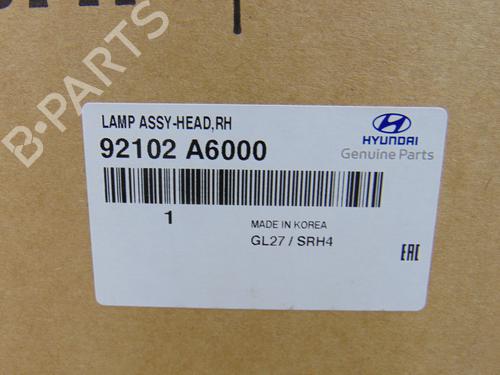 B-PARTS
LAMP ASSY-HEAD,RH
92102 A6000
HYUNDAI
Genuine Parts
1
MADE IN KOREA
GL27 / SRH4
EAC